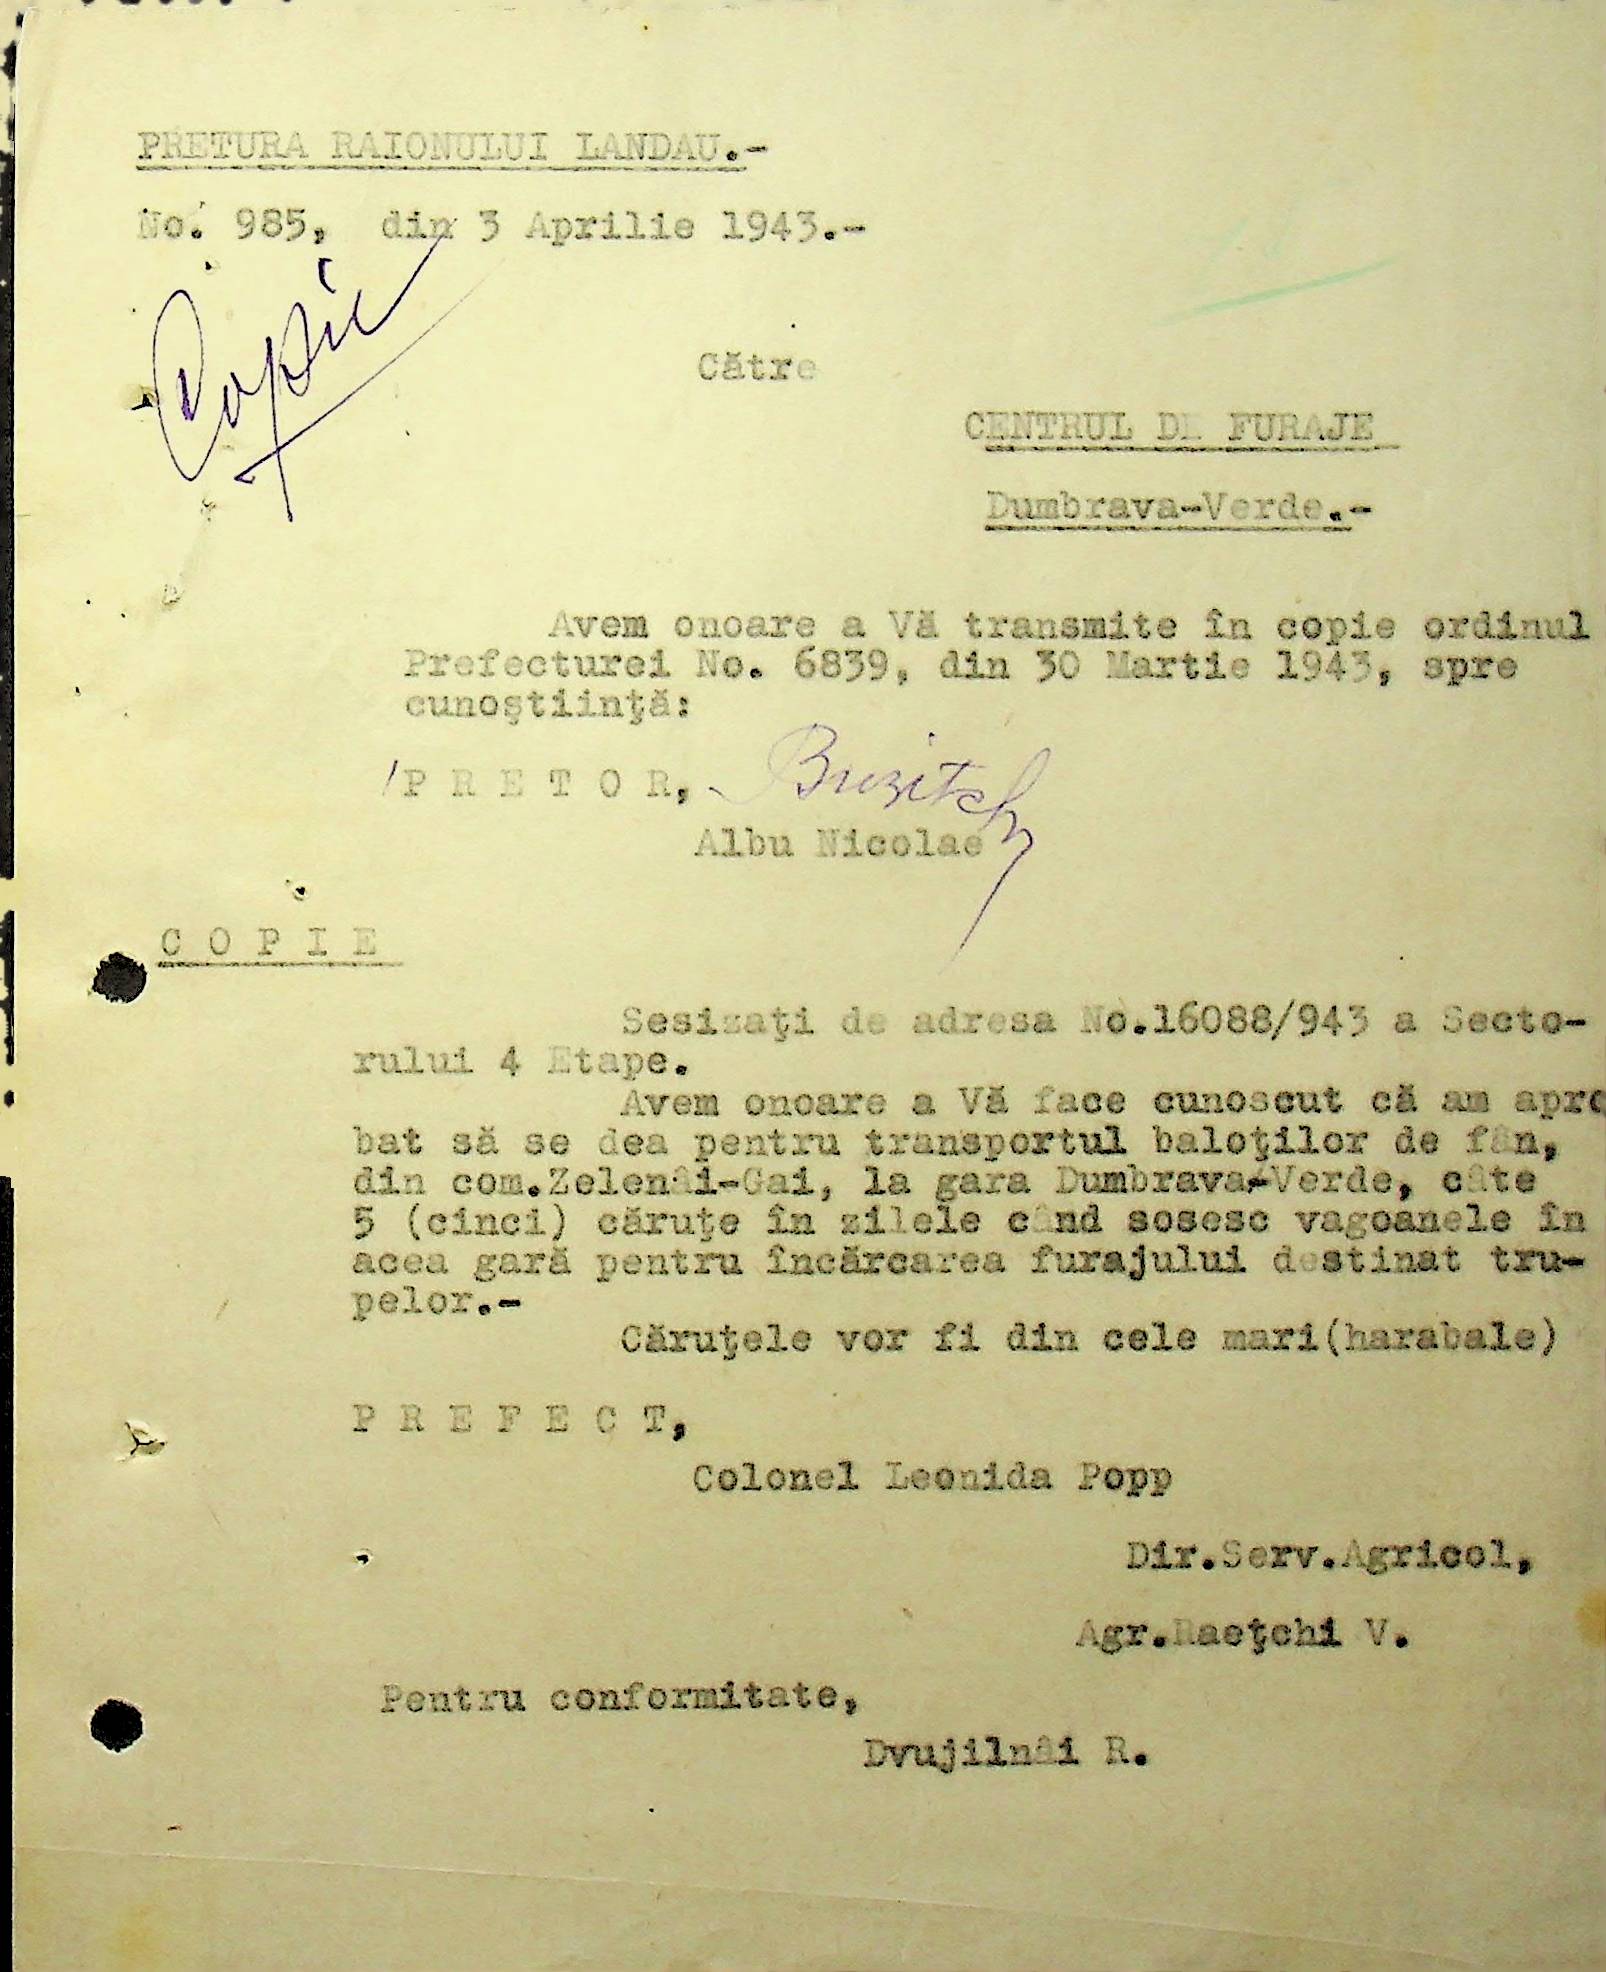 PRETURA RAIONULUI LANDAU.-
No. 985, din 3 Aprilie 1943.-
Copie
Către
CENTRUL DE FURAJE
Dumbrava-Verde.-
Avem onoare a Vă transmite în copie ordinul
Prefecturei No. 6839, din 30 Martie 1943, spre
cunoştiinţă:
P R E T O R,
Albu Nicolae
C O P I E
Sesizaţi de adresa No.16088/943 a Secto-
rului 4 Etape.
Avem onoare a Vă face cunoscut că am apro
bat să se dea pentru transportul baloţilor de fân,
din com.Zelenâi-Gai, la gara Dumbrava-Verde, câte
5 (cinci) căruţe în zilele când sosesc vagoanele în
acea gară pentru încărcarea furajului destinat tru-
pelor.-
Căruţele vor fi din cele mari(harabale)
P R E F E C T,
Colonel Leonida Popp
Dir.Serv.Agricol,
Agr.Raeţchi V.
Pentru conformitate,
Dvujilnâi R.